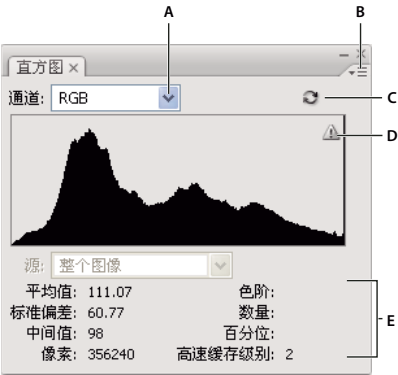 A
B
直方图 ×
通道: RGB
C
D
源: 整个图像
平均值: 111.07
色阶:
标准偏差: 60.77
数量:
中间值: 98
百分位:
像素: 356240
高速缓存级别: 2
E